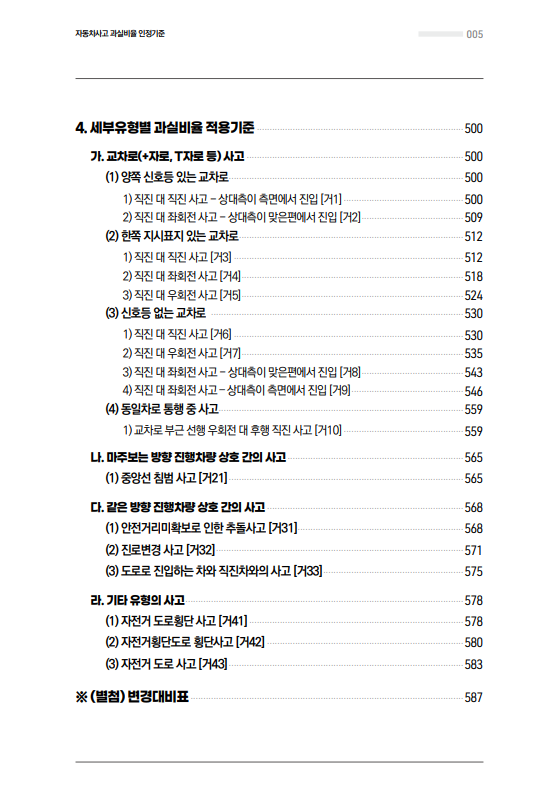 자동차사고 과실비율 인정기준 005
4. 세부유형별 과실비율 적용기준 500
가. 교차로(+자로, T자로 등) 사고 500
(1) 양쪽 신호등 있는 교차로 500
1) 직진 대 직진 사고 – 상대측이 측면에서 진입 [거1] 500
2) 직진 대 좌회전 사고 – 상대측이 맞은편에서 진입 [거2] 509
(2) 한쪽 지시표지 있는 교차로 512
1) 직진 대 직진 사고 [거3] 512
2) 직진 대 좌회전 사고 [거4] 518
3) 직진 대 우회전 사고 [거5] 524
(3) 신호등 없는 교차로 530
1) 직진 대 직진 사고 [거6] 530
2) 직진 대 우회전 사고 [거7] 535
3) 직진 대 좌회전 사고 – 상대측이 맞은편에서 진입 [거8] 543
4) 직진 대 좌회전 사고 – 상대측이 측면에서 진입 [거9] 546
(4) 동일차로 통행 중 사고 559
1) 교차로 부근 선행 우회전 대 후행 직진 사고 [거10] 559
나. 마주보는 방향 진행차량 상호 간의 사고 565
(1) 중앙선 침범 사고 [거21] 565
다. 같은 방향 진행차량 상호 간의 사고 568
(1) 안전거리미확보로 인한 추돌사고 [거31] 568
(2) 진로변경 사고 [거32] 571
(3) 도로로 진입하는 차와 직진차와의 사고 [거33] 575
라. 기타 유형의 사고 578
(1) 자전거 도로횡단 사고 [거41] 578
(2) 자전거횡단도로 횡단사고 [거42] 580
(3) 자전거 도로 사고 [거43] 583
※ (별첨) 변경대비표 587